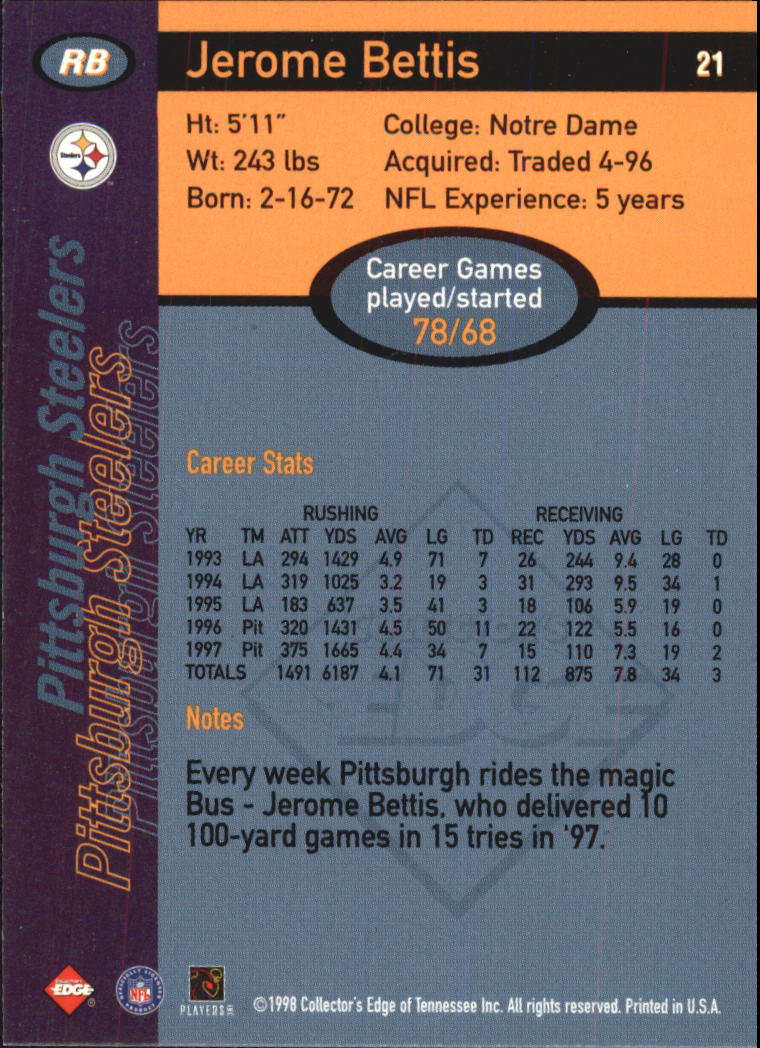 RB
Jerome Bettis 21
Ht: 5'11"
College: Notre Dame
Wt: 243 lbs
Acquired: Traded 4-96
Born: 2-16-72
NFL Experience: 5 years
Steelers
Career Games
played/started
78/68
Pittsburgh Steelers
Pittsburgh Steelers
Pittsburgh Steelers
Career Stats
RUSHING RECEIVING
YR TM ATT YDS AVG LG TD REC YDS AVG LG TD
1993 LA 294 1429 4.9 71 7 26 244 9.4 28 0
1994 LA 319 1025 3.2 19 3 31 293 9.5 34 1
1995 LA 183 637 3.5 41 3 18 106 5.9 19 0
1996 Pit 320 1431 4.5 50 11 22 122 5.5 16 0
1997 Pit 375 1665 4.4 34 7 15 110 7.3 19 2
TOTALS 1491 6187 4.1 71 31 112 875 7.8 34 3
COLLECTOR'S
EDGE
Notes
Every week Pittsburgh rides the magic
Bus - Jerome Bettis, who delivered 10
100-yard games in 15 tries in '97.
EDGE
NFL
PLAYERS INC
©1998 Collector's Edge of Tennessee Inc. All rights reserved. Printed in U.S.A.